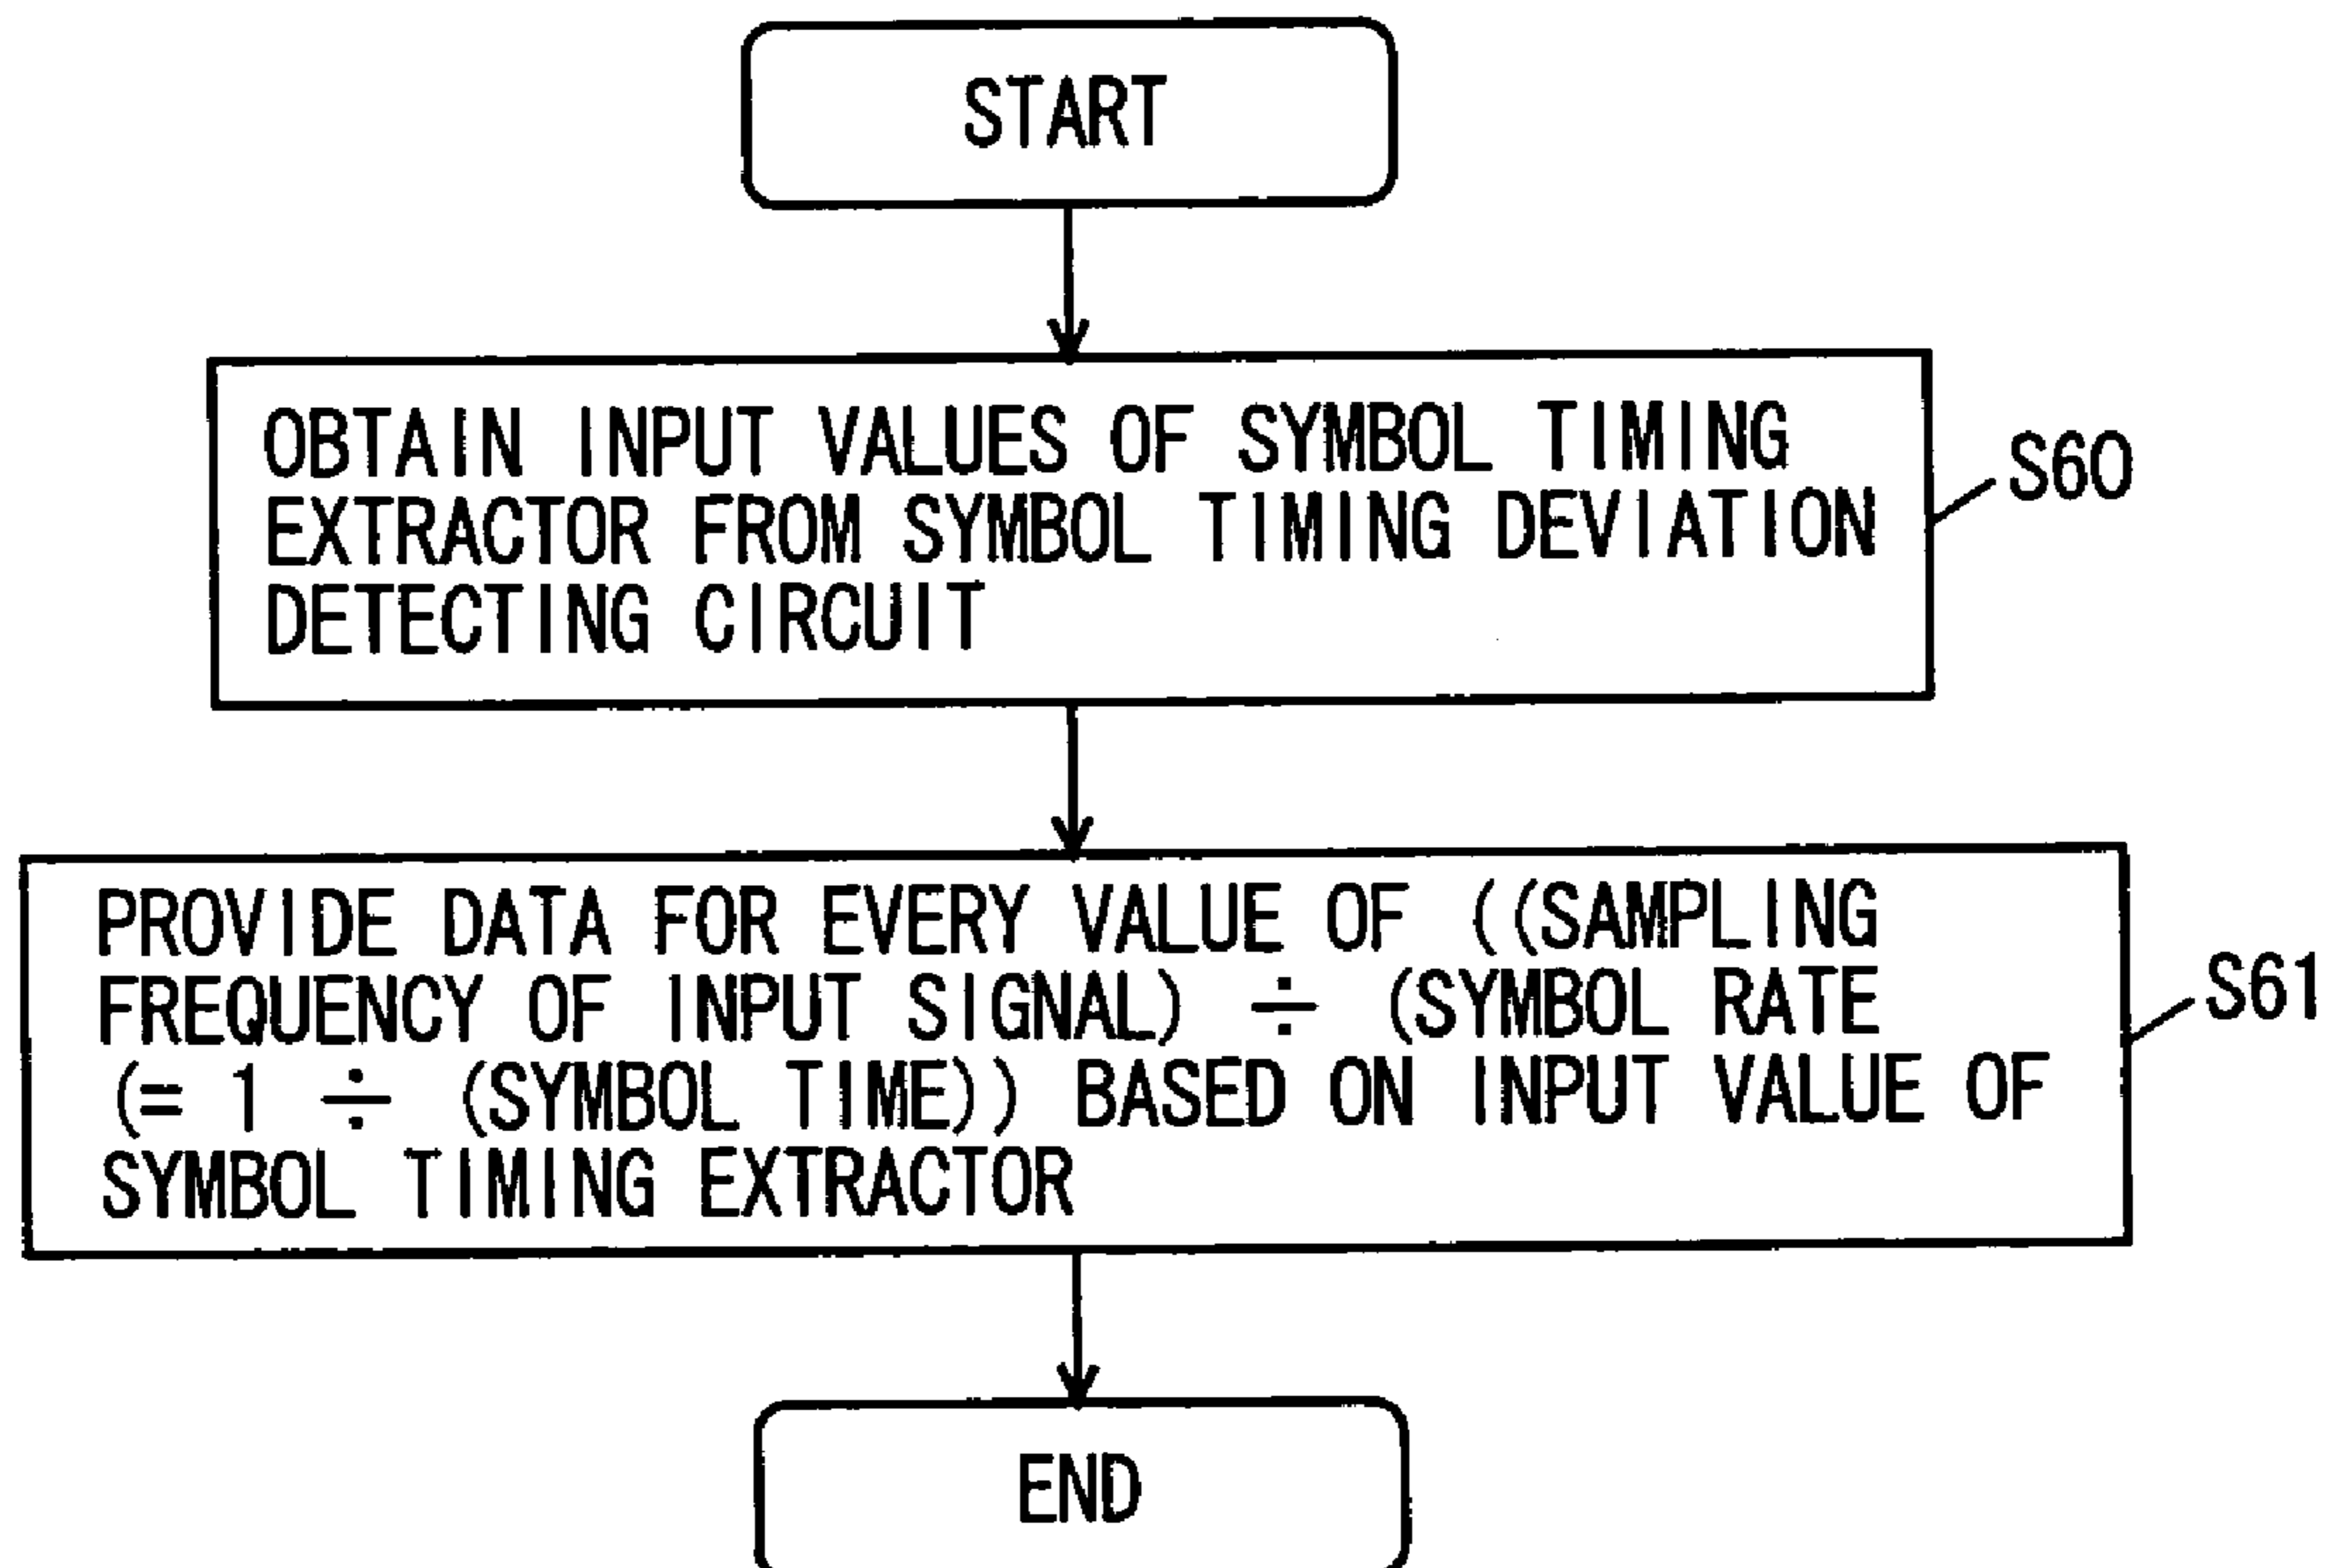 START
OBTAIN INPUT VALUES OF SYMBOL TIMING
EXTRACTOR FROM SYMBOL TIMING DEVIATION
DETECTING CIRCUIT
S60
PROVIDE DATA FOR EVERY VALUE OF ((SAMPLING
FREQUENCY OF INPUT SIGNAL) ÷ (SYMBOL RATE
(= 1 ÷ (SYMBOL TIME)) BASED ON INPUT VALUE OF
SYMBOL TIMING EXTRACTOR
S61
END